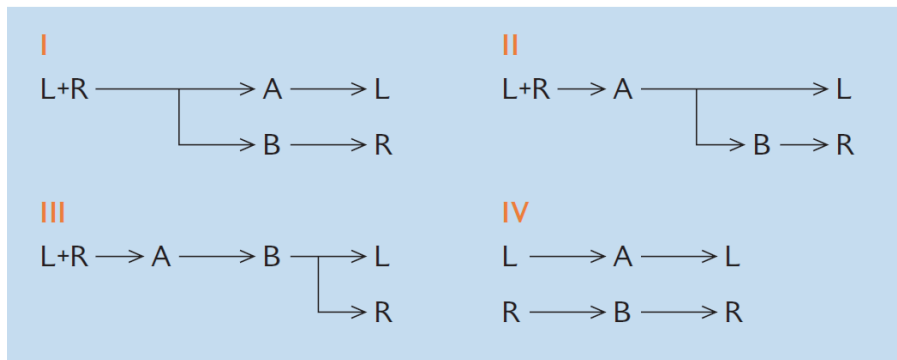 I
L+R A L
B R
II
L+R A L
B R
III
L+R A B L
R
IV
L A L
R B R